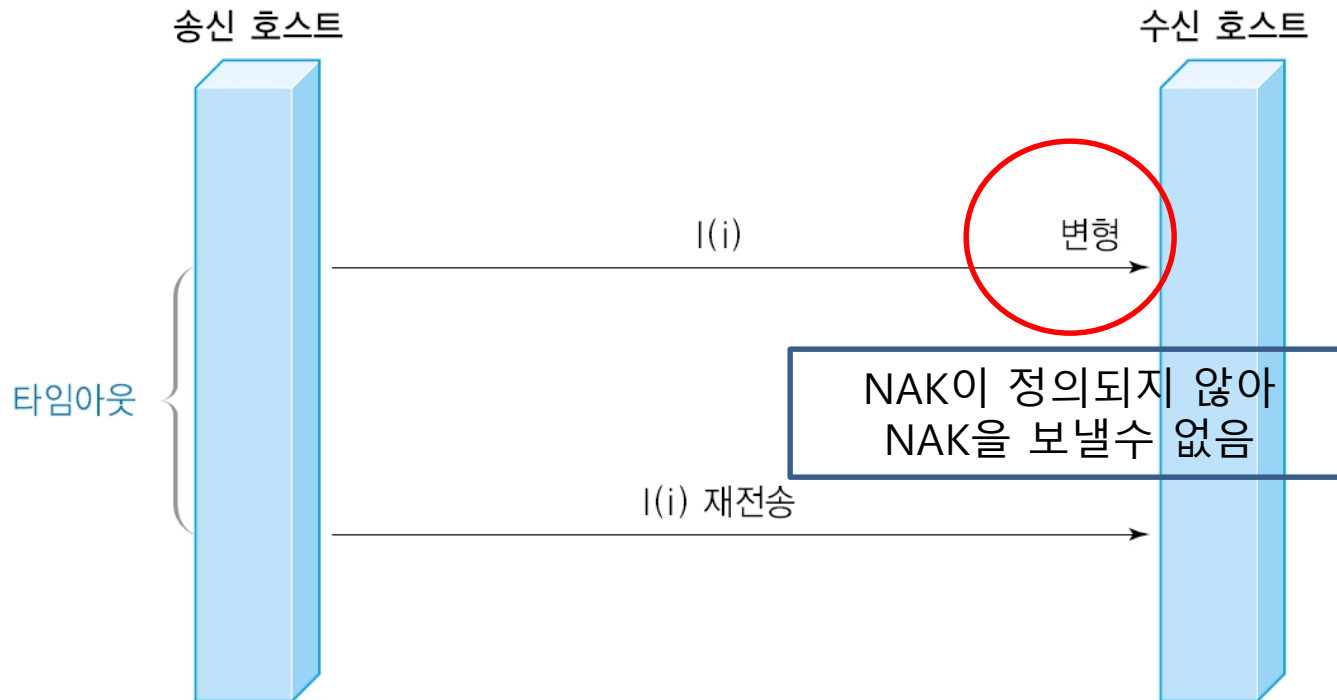 송신 호스트
수신 호스트
I(i)
변형
타임아웃
NAK이 정의되지 않아
NAK을 보낼수 없음
I(i) 재전송